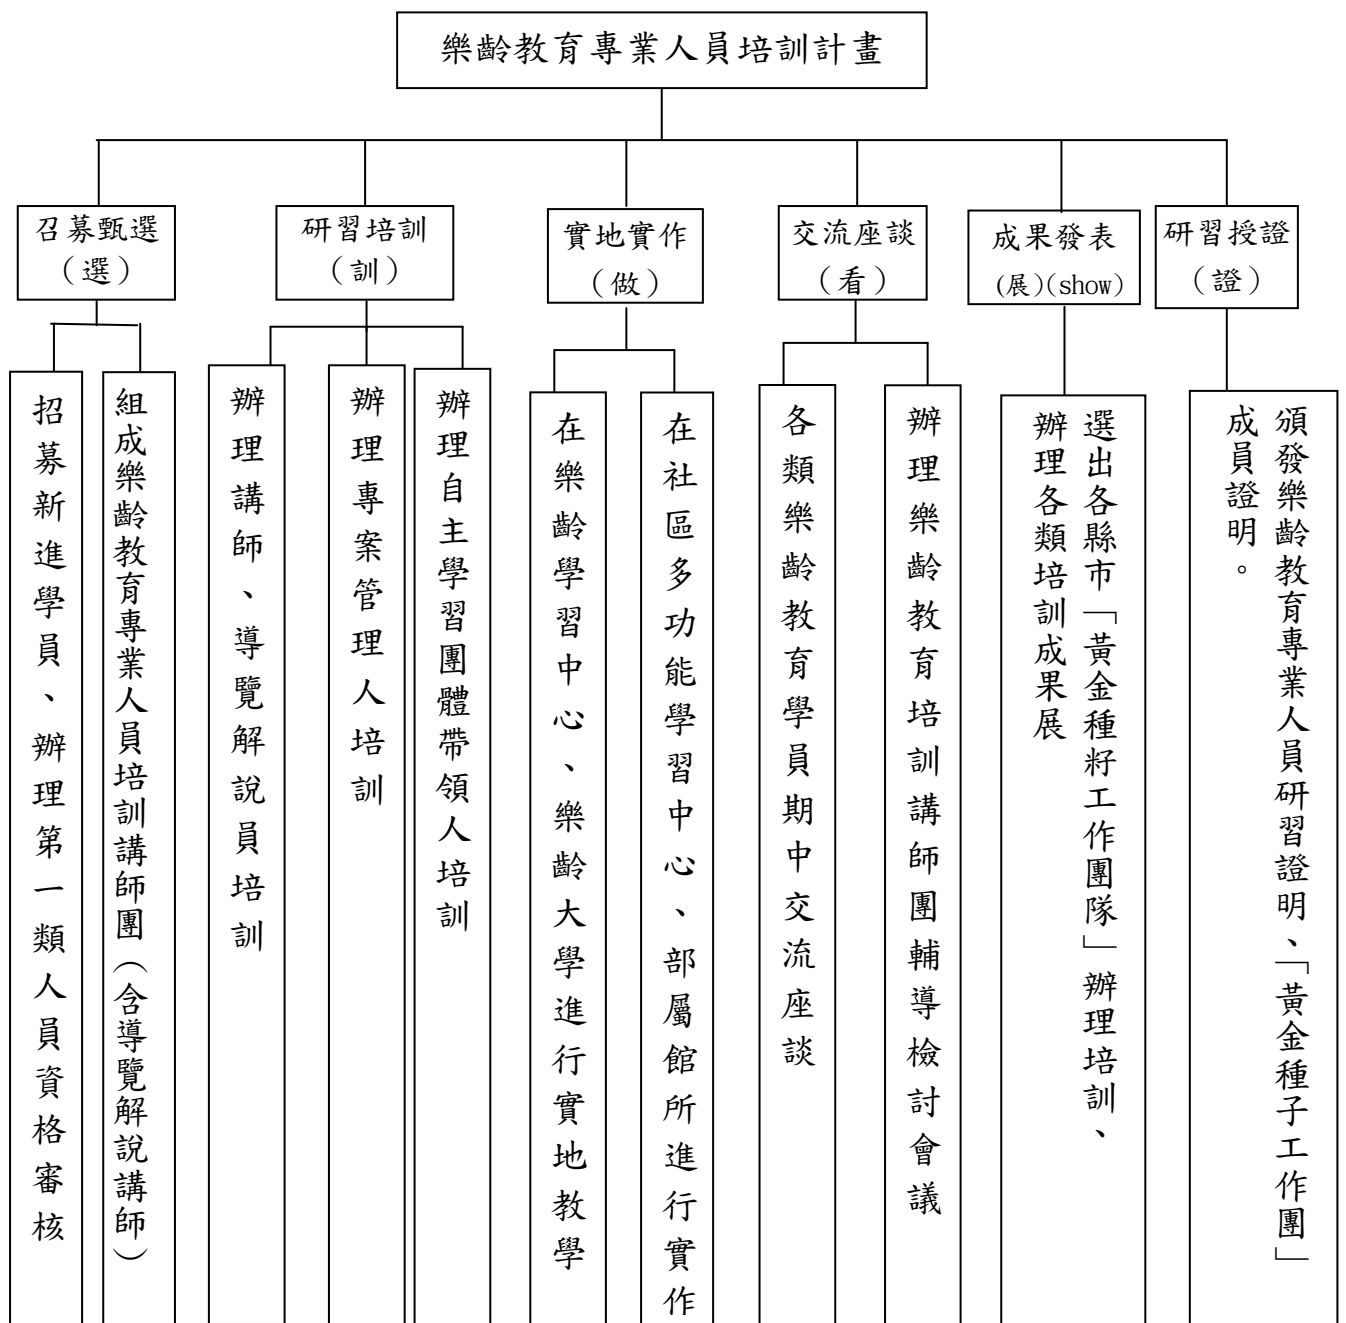 樂齡教育專業人員培訓計畫
召募甄選
（選）
研習培訓
（訓）
實地實作
（做）
交流座談
（看）
成果發表
(展)(show)
研習授證
（證）
招募新進學員、辦理第一類人員資格審核
組成樂齡教育專業人員培訓講師團（含導覽解說講師）
辦理講師、導覽解說員培訓
辦理專案管理人培訓
辦理自主學習團體帶領人培訓
在樂齡學習中心、樂齡大學進行實地教學
在社區多功能學習中心、部屬館所進行實作
各類樂齡教育學員期中交流座談
辦理樂齡教育培訓講師團輔導檢討會議
選出各縣市「黃金種籽工作團隊」辦理培訓、
辦理各類培訓成果展
頒發樂齡教育專業人員研習證明、「黃金種子工作團」
成員證明。